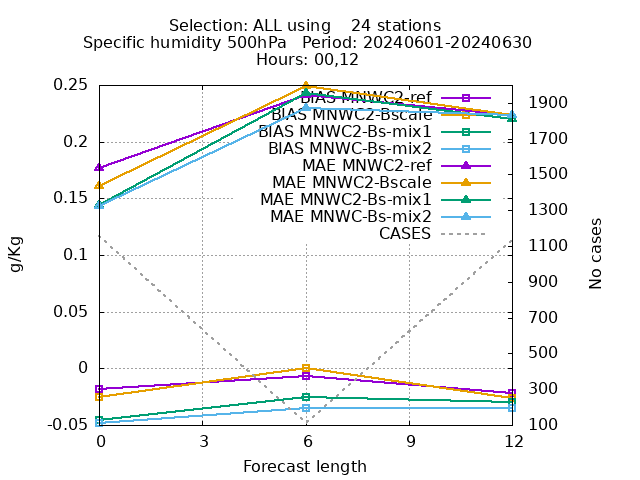 Selection: ALL using    24 stations
Specific humidity 500hPa   Period: 20240601-20240630
Hours: 00,12
0.25
0.2
0.15
0.1
0.05
0
-0.05
g/Kg
BIAS MNWC2-ref
BIAS MNWC2-Bscale
BIAS MNWC2-Bs-mix1
BIAS MNWC-Bs-mix2
MAE MNWC2-ref
MAE MNWC2-Bscale
MAE MNWC2-Bs-mix1
MAE MNWC-Bs-mix2
CASES
1900
1700
1500
1300
1100
900
700
500
300
100
No cases
0 3 6 9 12
Forecast length